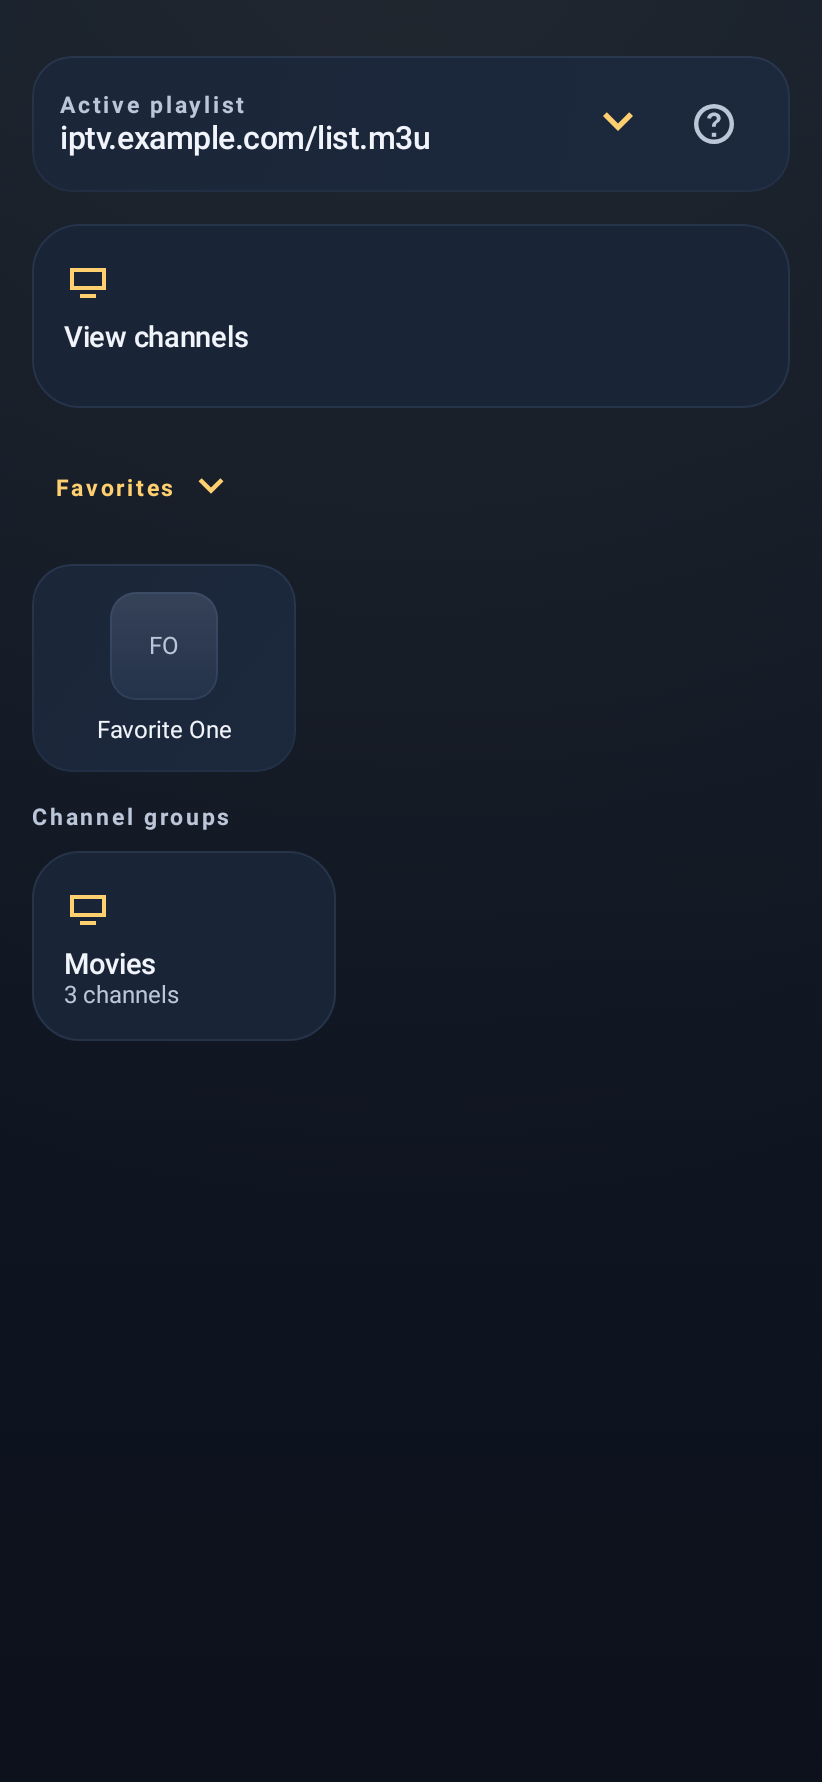 Active playlist
iptv.example.com/list.m3u
View channels
Favorites
FO
Favorite One
Channel groups
Movies
3 channels